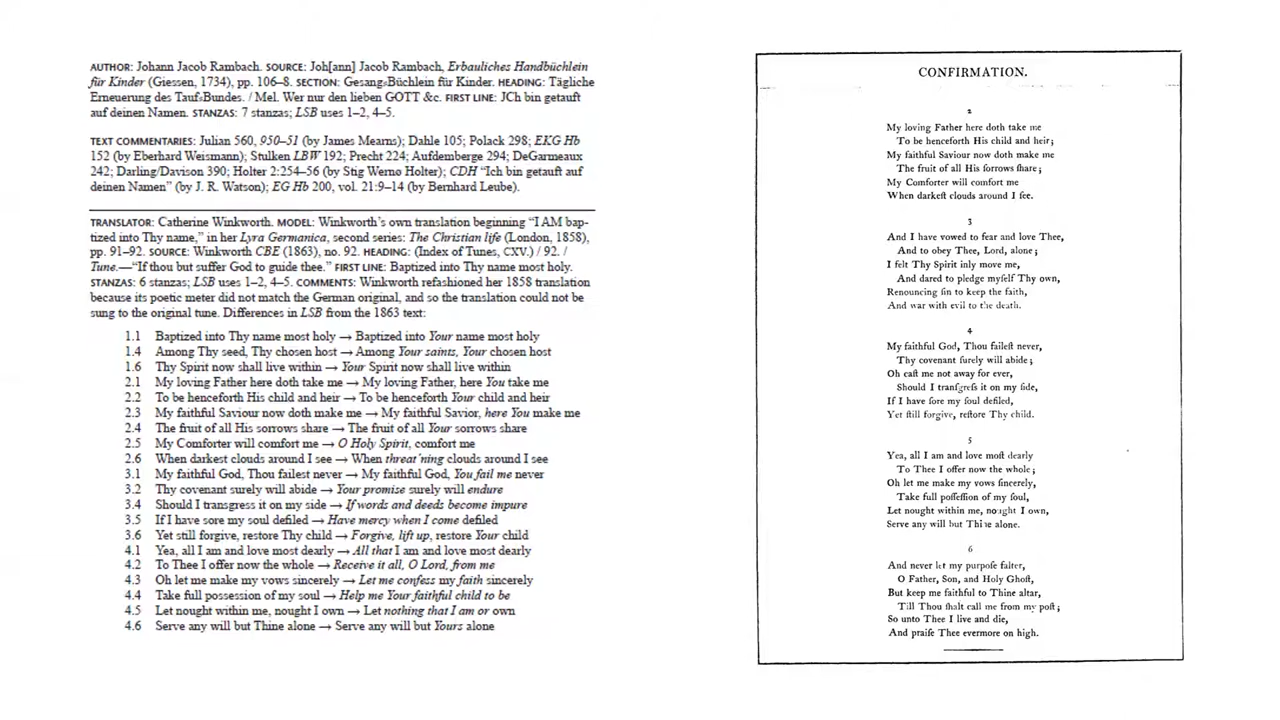 AUTHOR: Johann Jacob Rambach. SOURCE: Joh[ann] Jacob Rambach, Erbauliches Handbüchlein
für Kinder (Giessen, 1734), pp. 106–8. SECTION: Gesang-Büchlein für Kinder. HEADING: Tägliche
Erneuerung des Tauf-Bundes. / Mel. Wer nur den lieben GOTT &c. FIRST LINE: JCh bin getauft
auf deinen Namen. STANZAS: 7 stanzas; LSB uses 1–2, 4–5.
TEXT COMMENTARIES: Julian 560, 950–51 (by James Mearns); Dahle 105; Polack 298; EKG Hb
152 (by Eberhard Weismann); Stulken LBW 192; Precht 224; Aufdemberge 294; DeGarmeaux
242; Darling/Davison 390; Holter 2:254–56 (by Stig Wernø Holter); CDH “Ich bin getauft auf
deinen Namen” (by J. R. Watson); EG Hb 200, vol. 21:9–14 (by Bernhard Leube).
TRANSLATOR: Catherine Winkworth. MODEL: Winkworth’s own translation beginning “I AM bap-
tized into Thy name,” in her Lyra Germanica, second series: The Christian life (London, 1858),
pp. 91–92. SOURCE: Winkworth CBE (1863), no. 92. HEADING: (Index of Tunes, CXV.) / 92. /
Tune.—“If thou but suffer God to guide thee.” FIRST LINE: Baptized into Thy name most holy.
STANZAS: 6 stanzas; LSB uses 1–2, 4–5. COMMENTS: Winkworth refashioned her 1858 translation
because its poetic meter did not match the German original, and so the translation could not be
sung to the original tune. Differences in LSB from the 1863 text:
1.1 Baptized into Thy name most holy → Baptized into Your name most holy
1.4 Among Thy seed, Thy chosen host → Among Your saints, Your chosen host
1.6 Thy Spirit now shall live within → Your Spirit now shall live within
2.1 My loving Father here doth take me → My loving Father, here You take me
2.2 To be henceforth His child and heir → To be henceforth Your child and heir
2.3 My faithful Saviour now doth make me → My faithful Savior, here You make me
2.4 The fruit of all His sorrows share → The fruit of all Your sorrows share
2.5 My Comforter will comfort me → O Holy Spirit, comfort me
2.6 When darkest clouds around I see → When threat’ning clouds around I see
3.1 My faithful God, Thou failest never → My faithful God, You fail me never
3.2 Thy covenant surely will abide → Your promise surely will endure
3.4 Should I transgress it on my side → If words and deeds become impure
3.5 If I have sore my soul defiled → Have mercy when I come defiled
3.6 Yet still forgive, restore Thy child → Forgive, lift up, restore Your child
4.1 Yea, all I am and love most dearly → All that I am and love most dearly
4.2 To Thee I offer now the whole → Receive it all, O Lord, from me
4.3 Oh let me make my vows sincerely → Let me confess my faith sincerely
4.4 Take full possession of my soul → Help me Your faithful child to be
4.5 Let nought within me, nought I own → Let nothing that I am or own
4.6 Serve any will but Thine alone → Serve any will but Yours alone
CONFIRMATION.
2
My loving Father here doth take me
To be henceforth His child and heir;
My faithful Saviour now doth make me
The fruit of all His ſorrows ſhare;
My Comforter will comfort me
When darkeſt clouds around I ſee.
3
And I have vowed to fear and love Thee,
And to obey Thee, Lord, alone;
I felt Thy Spirit inly move me,
And dared to pledge myſelf Thy own,
Renouncing ſin to keep the faith,
And war with evil to the death.
4
My faithful God, Thou faileſt never,
Thy covenant ſurely will abide;
Oh caſt me not away for ever,
Should I tranſgreſs it on my ſide,
If I have ſore my ſoul defiled,
Yet ſtill forgive, reſtore Thy child.
5
Yea, all I am and love moſt dearly
To Thee I offer now the whole;
Oh let me make my vows ſincerely,
Take full poſſeſſion of my ſoul,
Let nought within me, nought I own,
Serve any will but Thine alone.
6
And never let my purpoſe falter,
O Father, Son, and Holy Ghoſt,
But keep me faithful to Thine altar,
Till Thou ſhalt call me from my poſt;
So unto Thee I live and die,
And praiſe Thee evermore on high.